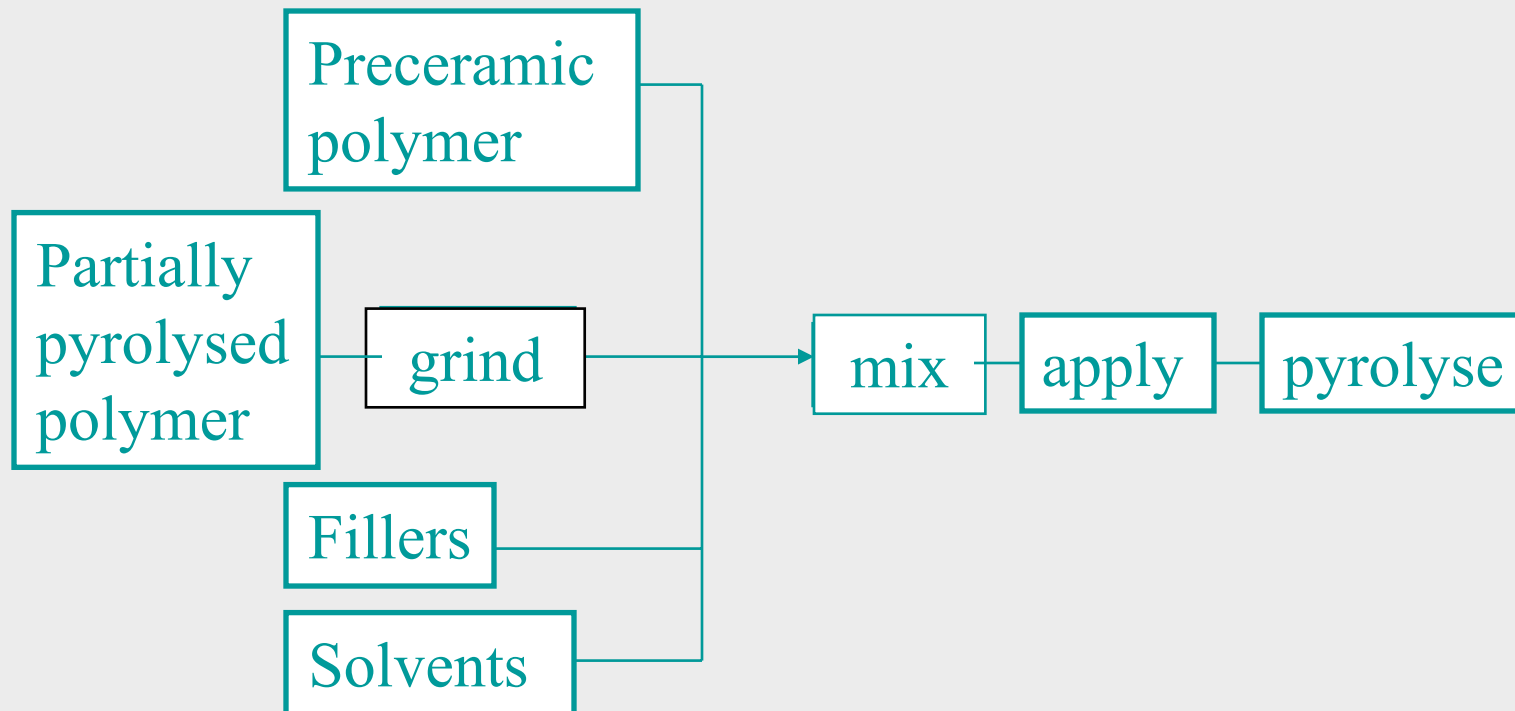 Preceramic
polymer
Partially
pyrolysed
polymer
grind
mix
apply
pyrolyse
Fillers
Solvents